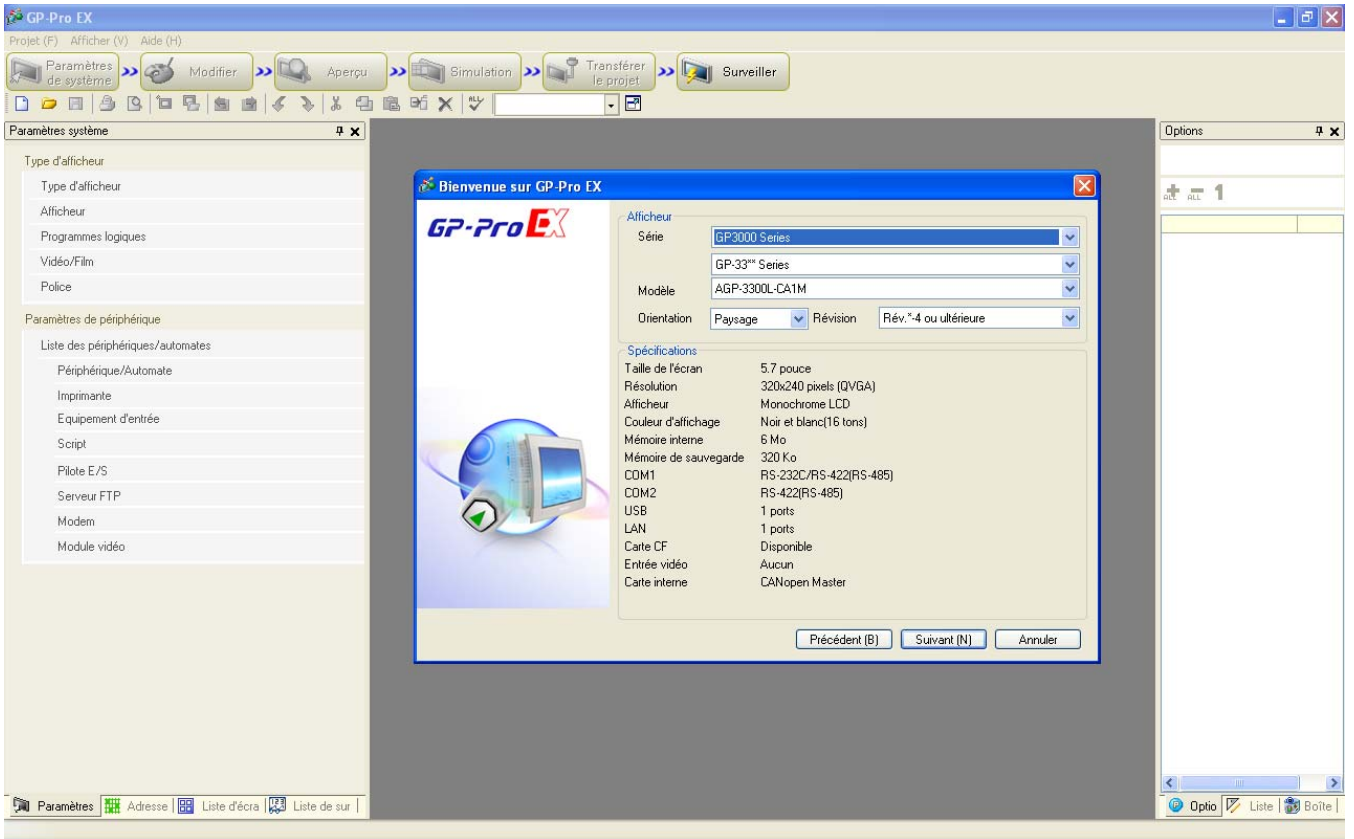 GP-Pro EX
Projet (F) Afficher (V) Aide (H)
Paramètres de système
Modifier
Aperçu
Simulation
Transférer le projet
Surveiller
Paramètres système
Type d'afficheur
Type d'afficheur
Afficheur
Programmes logiques
Vidéo/Film
Police
Paramètres de périphérique
Liste des périphériques/automates
Périphérique/Automate
Imprimante
Equipement d'entrée
Script
Pilote E/S
Serveur FTP
Modem
Module vidéo
Paramètres Adresse Liste d'écra Liste de sur
Bienvenue sur GP-Pro EX
GP-Pro EX
Afficheur
Série GP3000 Series
GP-33** Series
Modèle AGP-3300L-CA1M
Orientation Paysage Révision Rév.*-4 ou ultérieure
Spécifications
Taille de l'écran 5.7 pouce
Résolution 320x240 pixels (QVGA)
Afficheur Monochrome LCD
Couleur d'affichage Noir et blanc(16 tons)
Mémoire interne 6 Mo
Mémoire de sauvegarde 320 Ko
COM1 RS-232C/RS-422(RS-485)
COM2 RS-422(RS-485)
USB 1 ports
LAN 1 ports
Carte CF Disponible
Entrée vidéo Aucun
Carte interne CANopen Master
Précédent (B) Suivant (N) Annuler
Options
ALL ALL 1
Optio Liste Boîte